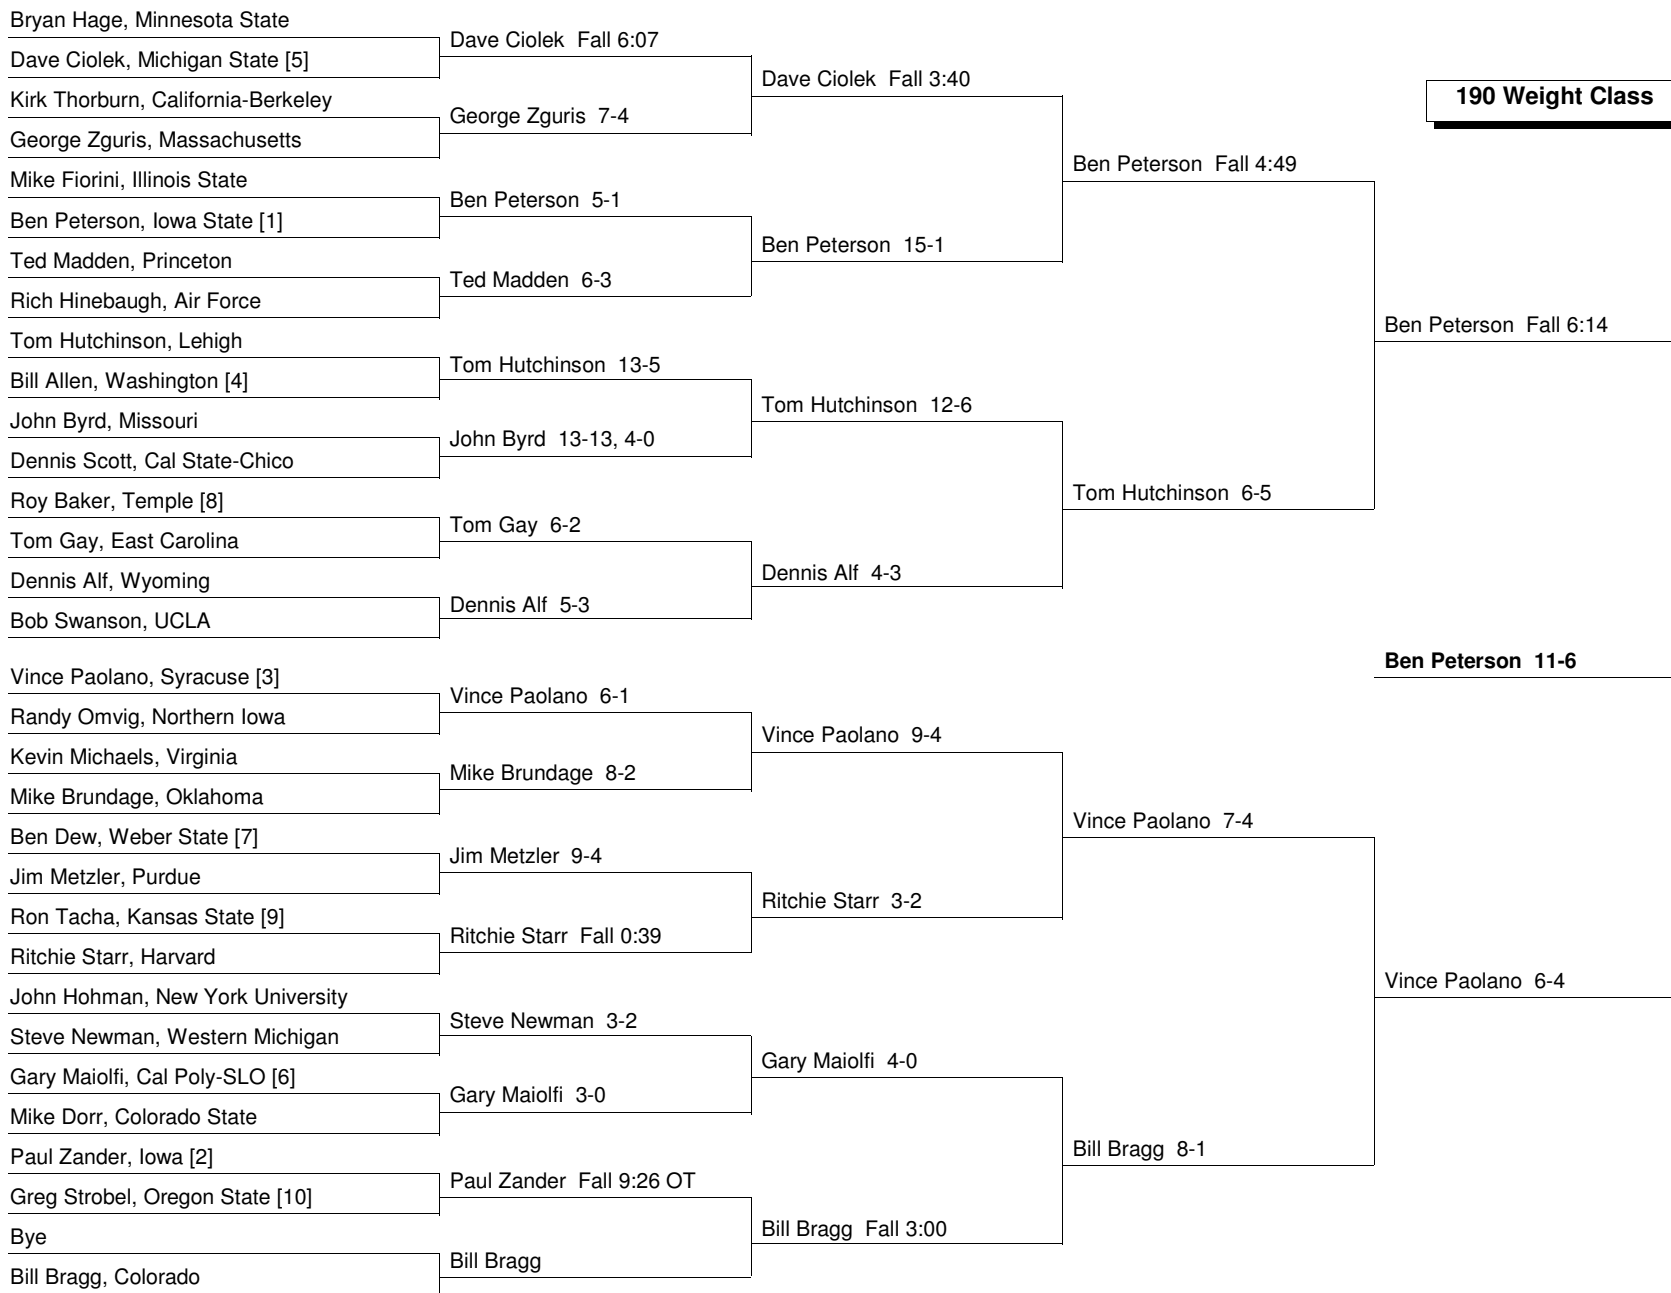 Bryan Hage, Minnesota State
Dave Ciolek, Michigan State [5]
Kirk Thorburn, California-Berkeley
George Zguris, Massachusetts
Mike Fiorini, Illinois State
Ben Peterson, Iowa State [1]
Ted Madden, Princeton
Rich Hinebaugh, Air Force
Tom Hutchinson, Lehigh
Bill Allen, Washington [4]
John Byrd, Missouri
Dennis Scott, Cal State-Chico
Roy Baker, Temple [8]
Tom Gay, East Carolina
Dennis Alf, Wyoming
Bob Swanson, UCLA
Vince Paolano, Syracuse [3]
Randy Omvig, Northern Iowa
Kevin Michaels, Virginia
Mike Brundage, Oklahoma
Ben Dew, Weber State [7]
Jim Metzler, Purdue
Ron Tacha, Kansas State [9]
Ritchie Starr, Harvard
John Hohman, New York University
Steve Newman, Western Michigan
Gary Maiolfi, Cal Poly-SLO [6]
Mike Dorr, Colorado State
Paul Zander, Iowa [2]
Greg Strobel, Oregon State [10]
Bye
Bill Bragg, Colorado
Dave Ciolek Fall 6:07
George Zguris 7-4
Ben Peterson 5-1
Ted Madden 6-3
Tom Hutchinson 13-5
John Byrd 13-13, 4-0
Tom Gay 6-2
Dennis Alf 5-3
Vince Paolano 6-1
Mike Brundage 8-2
Jim Metzler 9-4
Ritchie Starr Fall 0:39
Steve Newman 3-2
Gary Maiolfi 3-0
Paul Zander Fall 9:26 OT
Bill Bragg
Dave Ciolek Fall 3:40
Ben Peterson 15-1
Tom Hutchinson 12-6
Dennis Alf 4-3
Vince Paolano 9-4
Ritchie Starr 3-2
Gary Maiolfi 4-0
Bill Bragg Fall 3:00
Ben Peterson Fall 4:49
Tom Hutchinson 6-5
Vince Paolano 7-4
Bill Bragg 8-1
190 Weight Class
Ben Peterson Fall 6:14
Ben Peterson 11-6
Vince Paolano 6-4